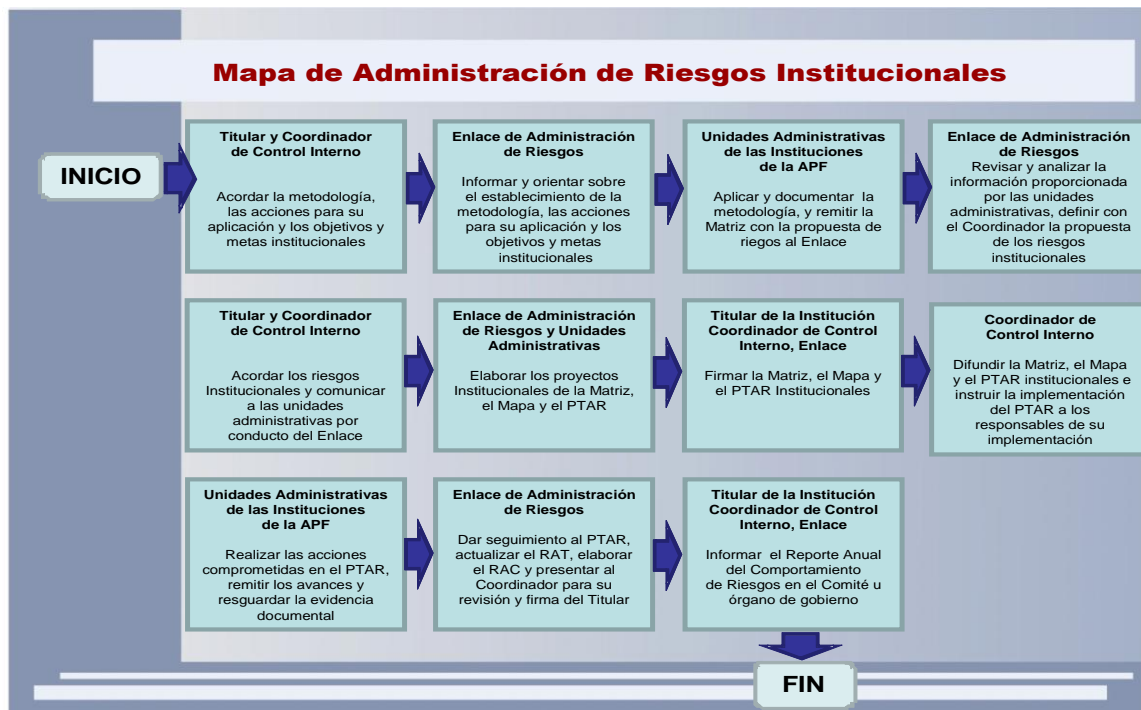 Mapa de Administración de Riesgos Institucionales
INICIO
Titular y Coordinador
de Control Interno
Acordar la metodología,
las acciones para su
aplicación y los objetivos y
metas institucionales
Enlace de Administración
de Riesgos
Informar y orientar sobre
el establecimiento de la
metodología, las acciones
para su aplicación y los
objetivos y metas
institucionales
Unidades Administrativas
de las Instituciones
de la APF
Aplicar y documentar la
metodología, y remitir la
Matriz con la propuesta de
riegos al Enlace
Enlace de Administración
de Riesgos
Revisar y analizar la
información proporcionada
por las unidades
administrativas, definir con
el Coordinador la propuesta
de los riesgos
institucionales
Titular y Coordinador
de Control Interno
Acordar los riesgos
Institucionales y comunicar
a las unidades
administrativas por
conducto del Enlace
Enlace de Administración
de Riesgos y Unidades
Administrativas
Elaborar los proyectos
Institucionales de la Matriz,
el Mapa y el PTAR
Titular de la Institución
Coordinador de Control
Interno, Enlace
Firmar la Matriz, el Mapa y
el PTAR Institucionales
Coordinador de
Control Interno
Difundir la Matriz, el Mapa
y el PTAR institucionales e
instruir la implementación
del PTAR a los
responsables de su
implementación
Unidades Administrativas
de las Instituciones
de la APF
Realizar las acciones
comprometidas en el PTAR,
remitir los avances y
resguardar la evidencia
documental
Enlace de Administración
de Riesgos
Dar seguimiento al PTAR,
actualizar el RAT, elaborar
el RAC y presentar al
Coordinador para su
revisión y firma del Titular
Titular de la Institución
Coordinador de Control
Interno, Enlace
Informar el Reporte Anual
del Comportamiento
de Riesgos en el Comité u
órgano de gobierno
FIN